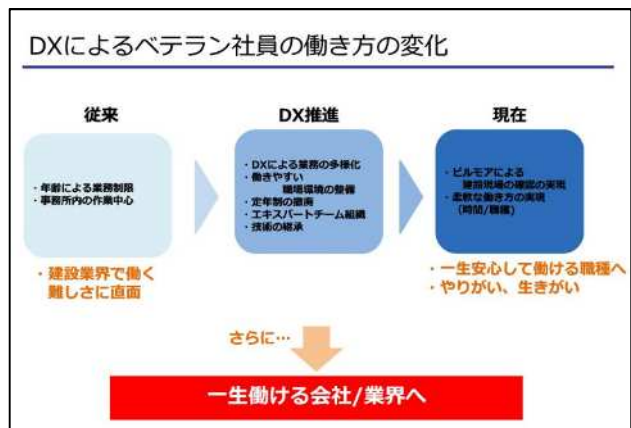 DXによるベテラン社員の働き方の変化
従来
・年齢による業務制限
・事務所内の作業中心
・建設業界で働く
難しさに直面
DX推進
・DXによる業務の多様化
・働きやすい
職場環境の整備
・定年制の撤廃
・エキスパートチーム組織
・技術の継承
現在
・ビルモアによる
建設現場の確認の実現
・柔軟な働き方の実現
(時間/職種)
・一生安心して働ける職種へ
・やりがい、生きがい
さらに…
一生働ける会社/業界へ